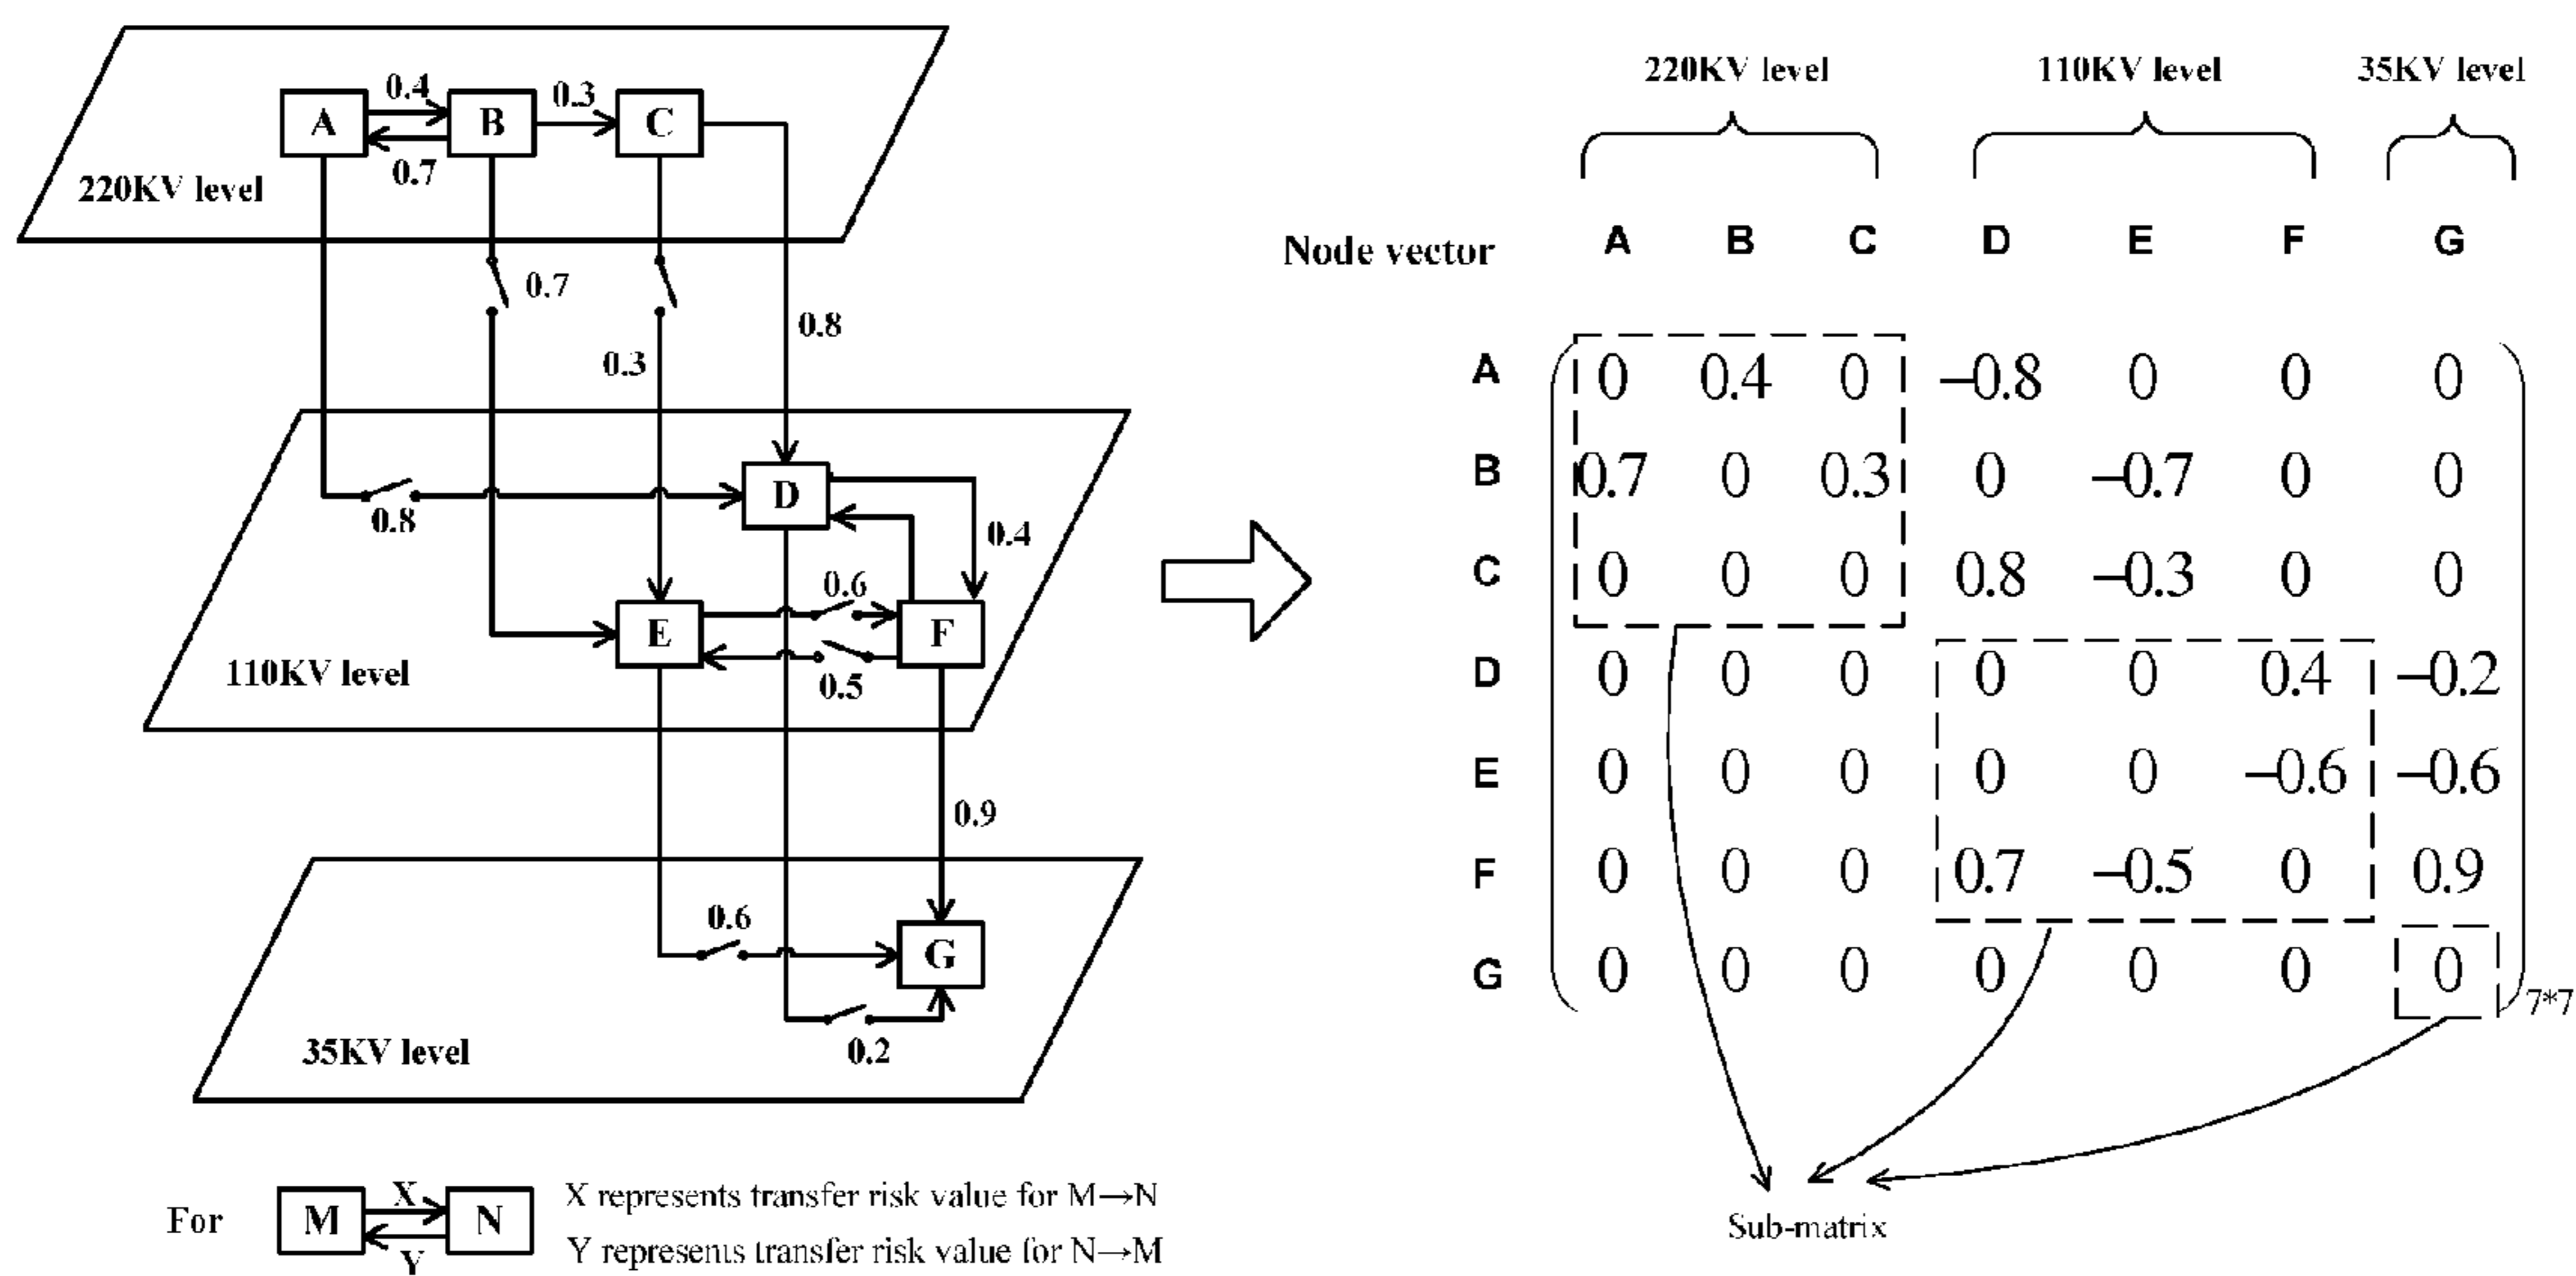 A 0.4 B 0.3 C
0.7
220KV level
0.7
0.8
0.3
D
0.8
0.4
0.6
E F
0.5
110KV level
0.9
0.6
G
0.2
35KV level
For M X N Y
X represents transfer risk value for M→N
Y represents transfer risk value for N→M
220KV level 110KV level 35KV level
Node vector A B C D E F G
A 0 0.4 0 –0.8 0 0 0
B 0.7 0 0.3 0 –0.7 0 0
C 0 0 0 0.8 –0.3 0 0
D 0 0 0 0 0 0.4 –0.2
E 0 0 0 0 0 –0.6 –0.6
F 0 0 0 0.7 –0.5 0 0.9
G 0 0 0 0 0 0 0
7*7
Sub-matrix